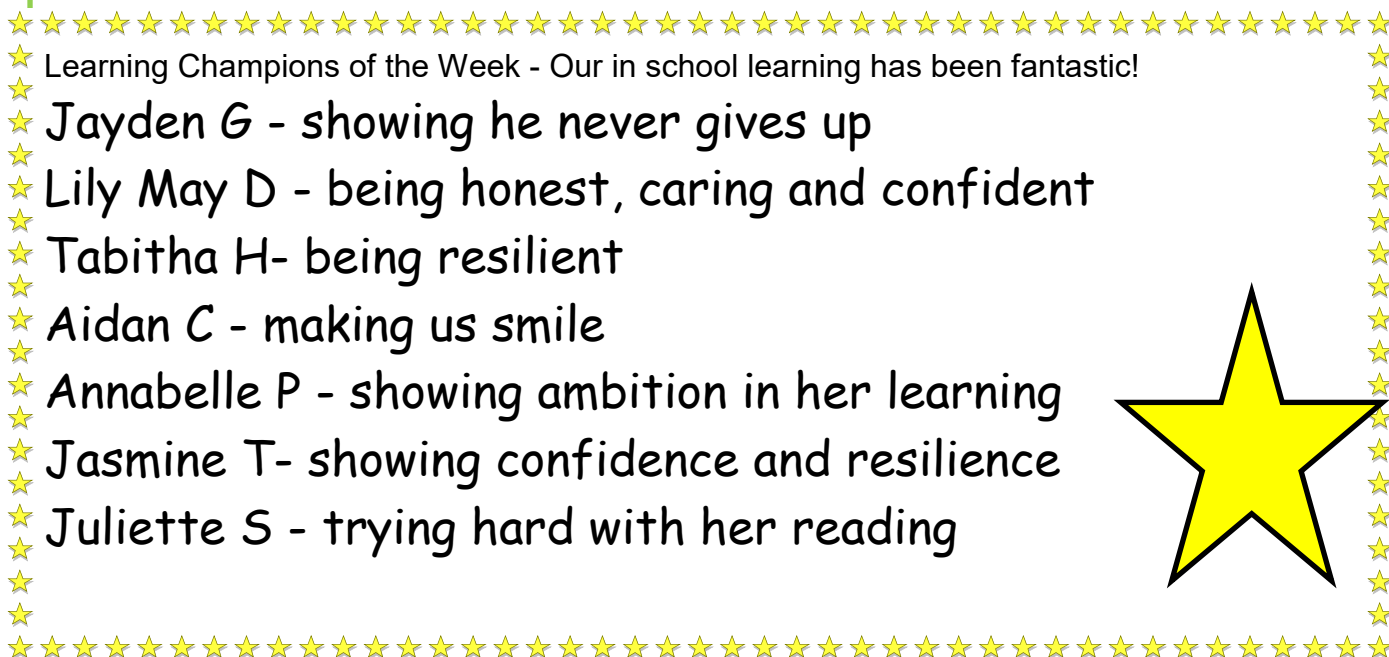 Learning Champions of the Week - Our in school learning has been fantastic!
Jayden G - showing he never gives up
Lily May D - being honest, caring and confident
Tabitha H- being resilient
Aidan C - making us smile
Annabelle P - showing ambition in her learning
Jasmine T- showing confidence and resilience
Juliette S - trying hard with her reading